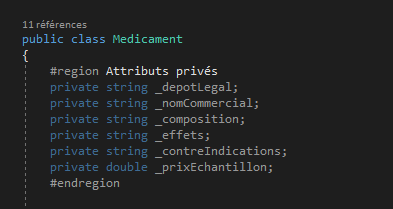 11 références
public class Medicament
{
#region Attributs privés
private string _depotLegal;
private string _nomCommercial;
private string _composition;
private string _effets;
private string _contreIndications;
private double _prixEchantillon;
#endregion